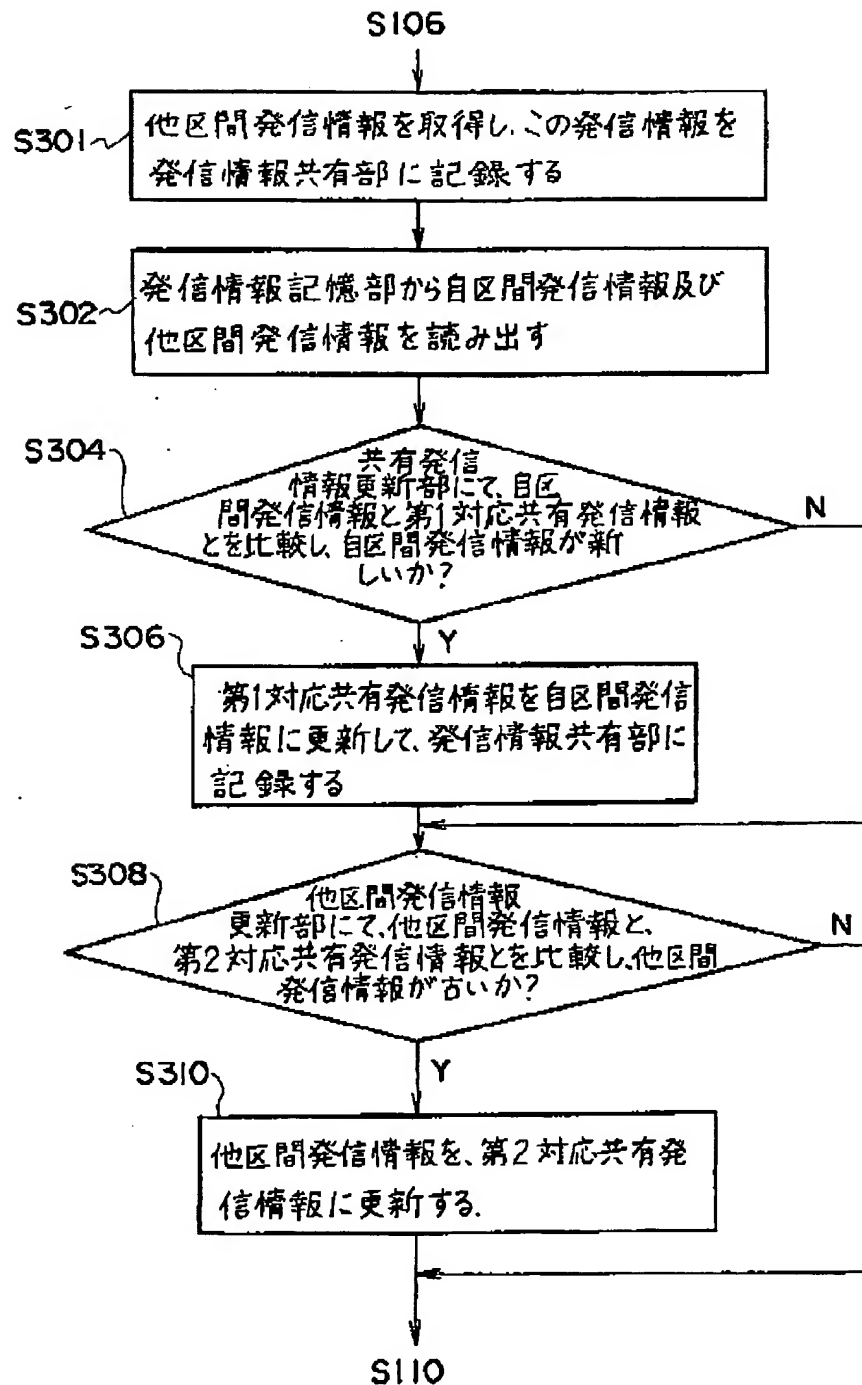 S106
S301
他区間発信情報を取得し、この発信情報を
発信情報共有部に記録する
S302
発信情報記憶部から自区間発信情報及び
他区間発信情報を読み出す
S304
共有発信
情報更新部にて、自区
間発信情報と第1対応共有発信情報
とを比較し、自区間発信情報が新
しいか?
N
Y
S306
第1対応共有発信情報を自区間発信
情報に更新して、発信情報共有部に
記録する
S308
他区間発信情報
更新部にて、他区間発信情報と、
第2対応共有発信情報とを比較し、他区間
発信情報が古いか?
N
Y
S310
他区間発信情報を、第2対応共有発
信情報に更新する.
S110